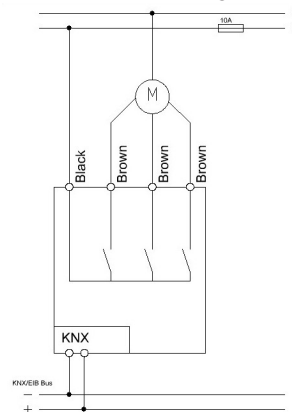 10A
M
Black
Brown
Brown
Brown
KNX
KNX/EIB Bus
−
+